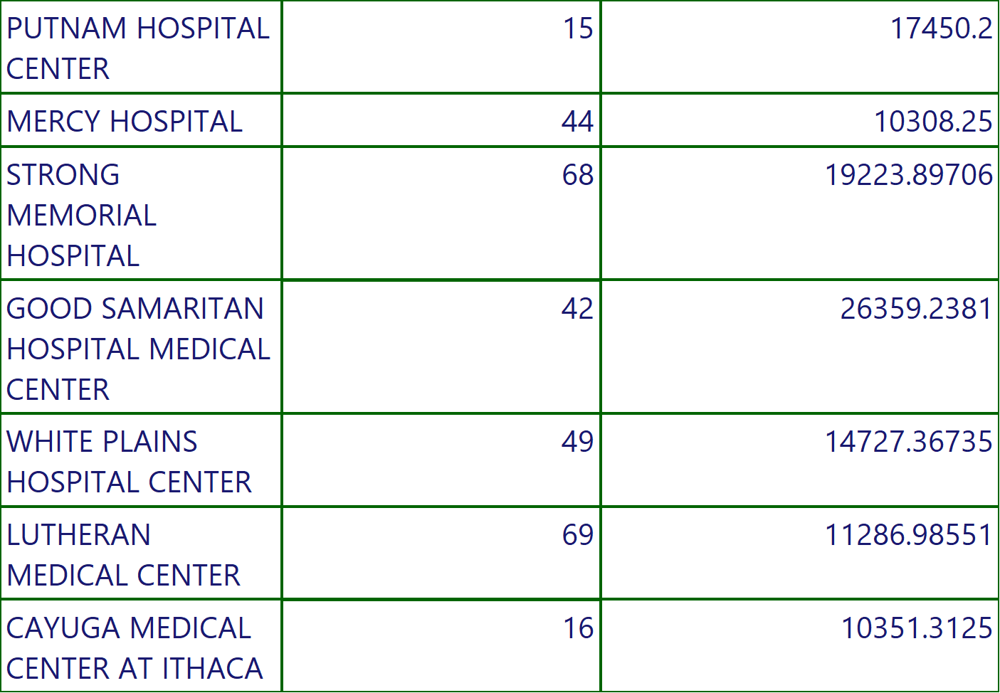 PUTNAM HOSPITAL 15 17450.2
CENTER
MERCY HOSPITAL 44 10308.25
STRONG 68 19223.89706
MEMORIAL
HOSPITAL
GOOD SAMARITAN 42 26359.2381
HOSPITAL MEDICAL
CENTER
WHITE PLAINS 49 14727.36735
HOSPITAL CENTER
LUTHERAN 69 11286.98551
MEDICAL CENTER
CAYUGA MEDICAL 16 10351.3125
CENTER AT ITHACA